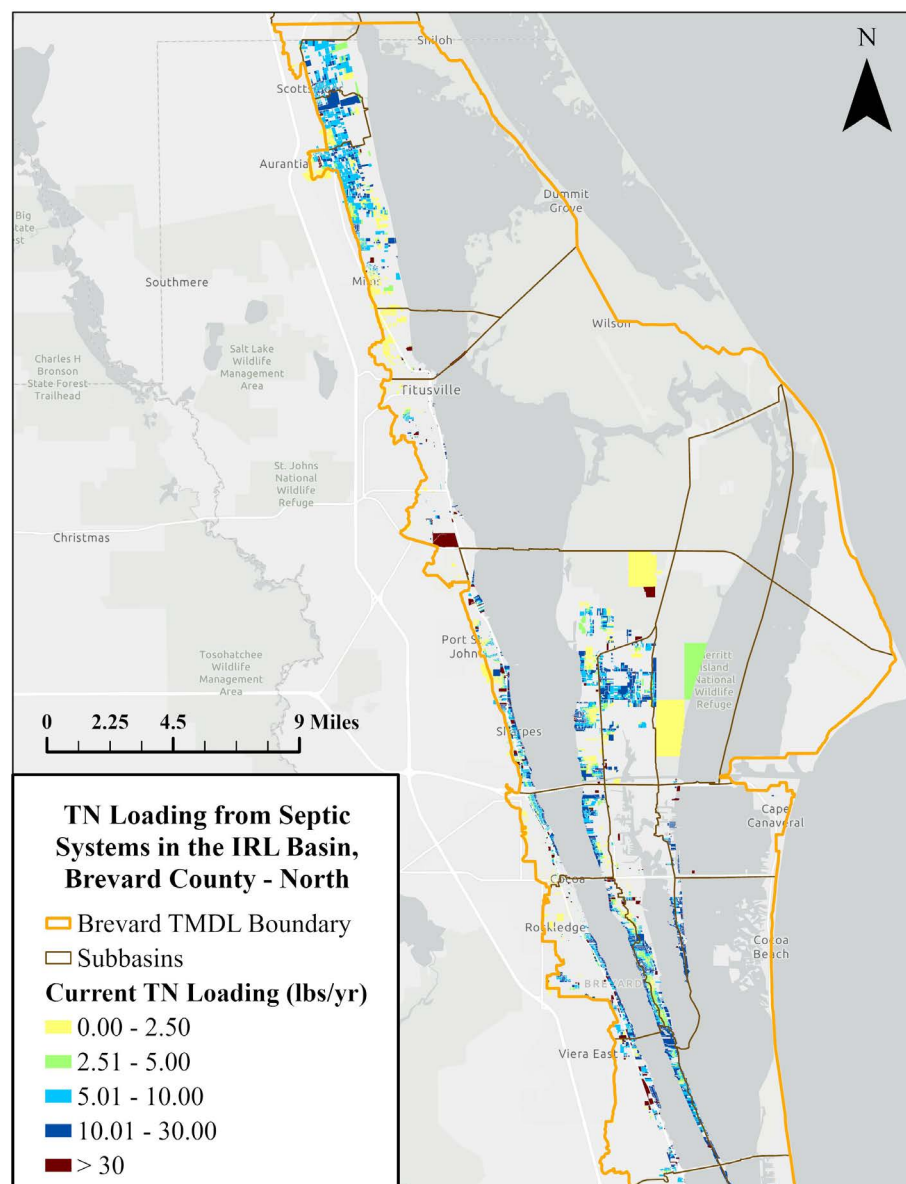 Shiloh
N
Aurantia
Dummit
Grove
Southmere
Wilson
Salt Lake
Wildlife
Management
Area
Charles H
Bronson
State Forest
Trailhead
Titusville
St. Johns
National
Wildlife
Refuge
Christmas
Port St
John
Merritt
Island
National
Wildlife
Refuge
Tosohatchee
Wildlife
Management
Area
0 2.25 4.5 9 Miles
Sharpes
Cape
Canaveral
Cocoa
Rockledge
Cocoa
Beach
BREVARD
Viera East
TN Loading from Septic
Systems in the IRL Basin,
Brevard County - North
Brevard TMDL Boundary
Subbasins
Current TN Loading (lbs/yr)
0.00 - 2.50
2.51 - 5.00
5.01 - 10.00
10.01 - 30.00
> 30